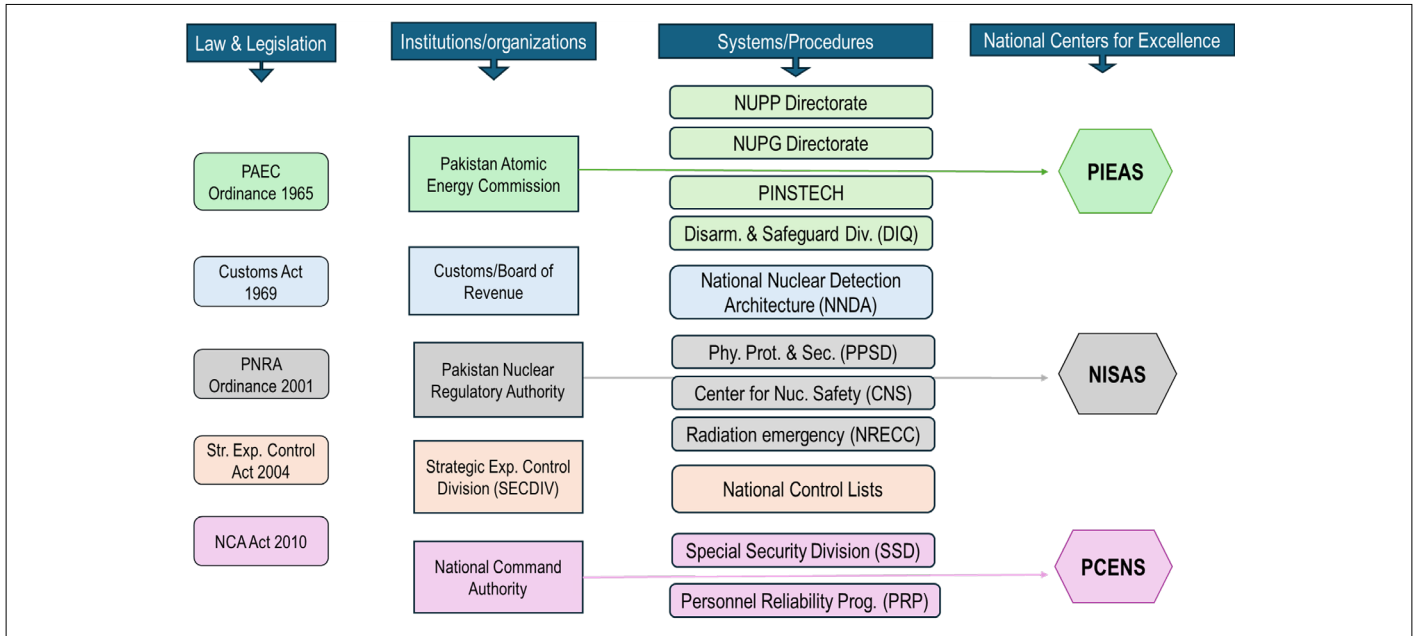 Law & Legislation
Institutions/organizations
Systems/Procedures
National Centers for Excellence
PAEC
Ordinance 1965
Customs Act
1969
PNRA
Ordinance 2001
Str. Exp. Control
Act 2004
NCA Act 2010
Pakistan Atomic
Energy Commission
Customs/Board of
Revenue
Pakistan Nuclear
Regulatory Authority
Strategic Exp. Control
Division (SECDIV)
National Command
Authority
NUPP Directorate
NUPG Directorate
PINSTECH
Disarm. & Safeguard Div. (DIQ)
National Nuclear Detection
Architecture (NNDA)
Phy. Prot. & Sec. (PPSD)
Center for Nuc. Safety (CNS)
Radiation emergency (NRECC)
National Control Lists
Special Security Division (SSD)
Personnel Reliability Prog. (PRP)
PIEAS
NISAS
PCENS